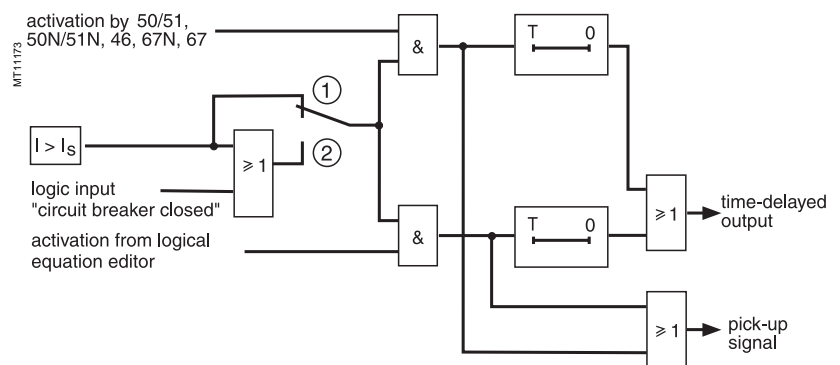 activation by 50/51,
50N/51N, 46, 67N, 67
MT11173
&
T 0
1
I > Is
2
≥ 1
logic input
"circuit breaker closed"
activation from logical
equation editor
&
T 0
≥ 1
time-delayed
output
≥ 1
pick-up
signal